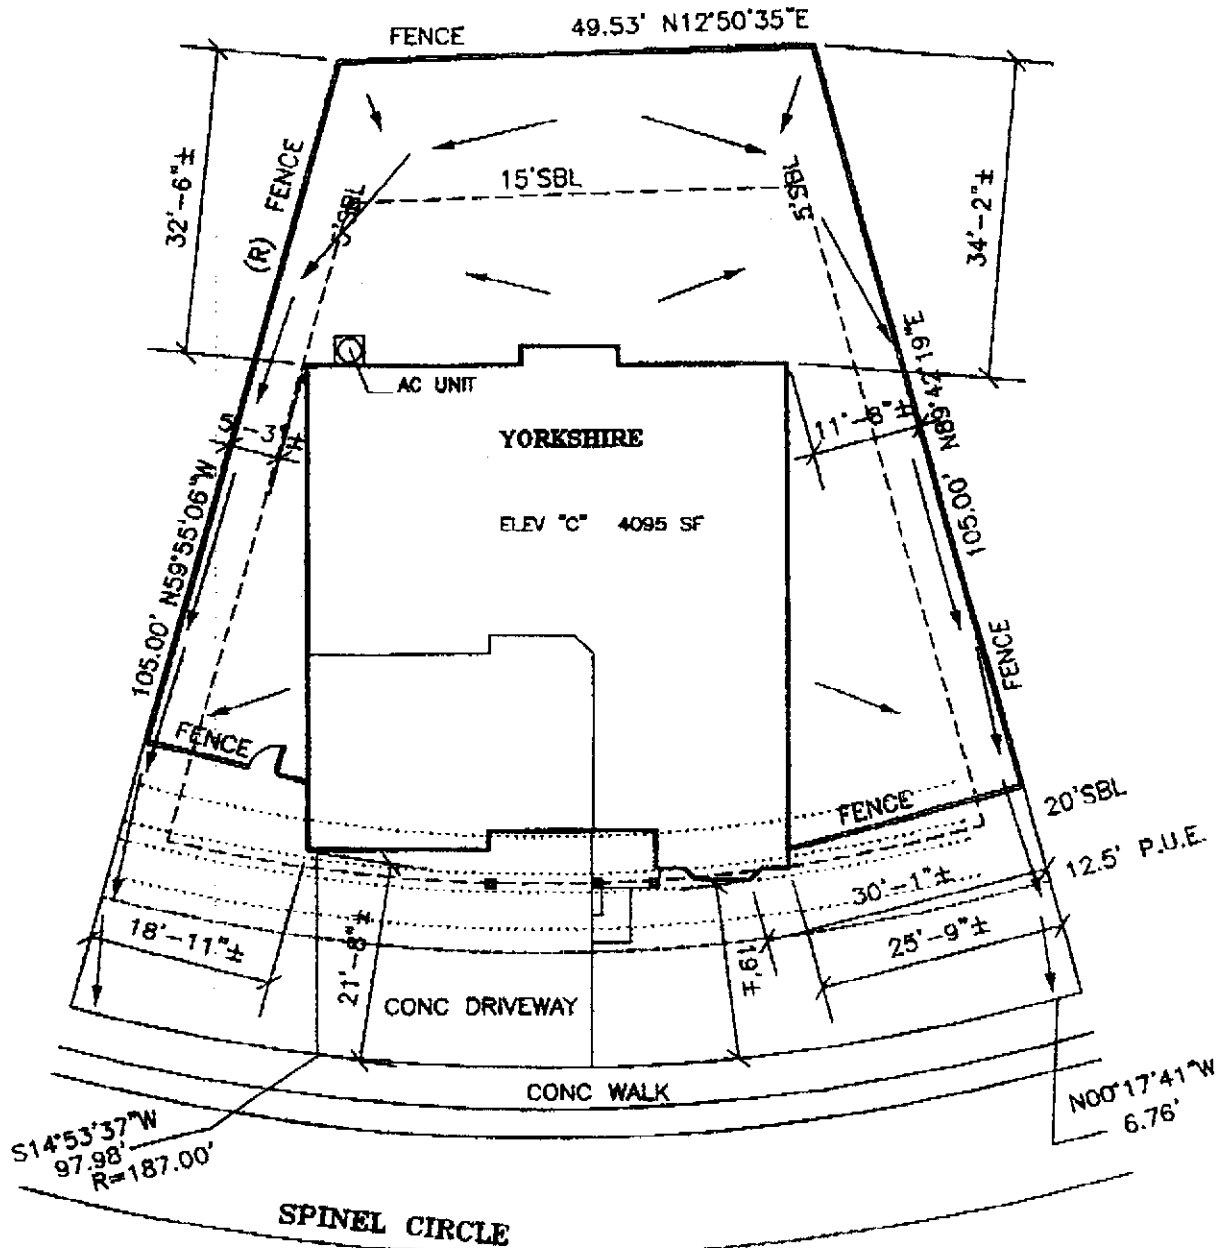 FENCE
49.53' N12°50'35"E
32'-6"±
(R) FENCE
5'SBL
15'SBL
5'SBL
34'-2"±
AC UNIT
5'-3"±
YORKSHIRE
11'-8"±
105.00' N89°42'19"E
ELEV "C" 4095 SF
105.00' N59°55'06"W
FENCE
FENCE
FENCE
20'SBL
12.5' P.U.E.
30'-1"±
18'-11"±
21'-8"±
19'±
25'-9"±
CONC DRIVEWAY
CONC WALK
N00°17'41"W
6.76'
S14°53'37"W
97.98'
R=187.00'
SPINEL CIRCLE